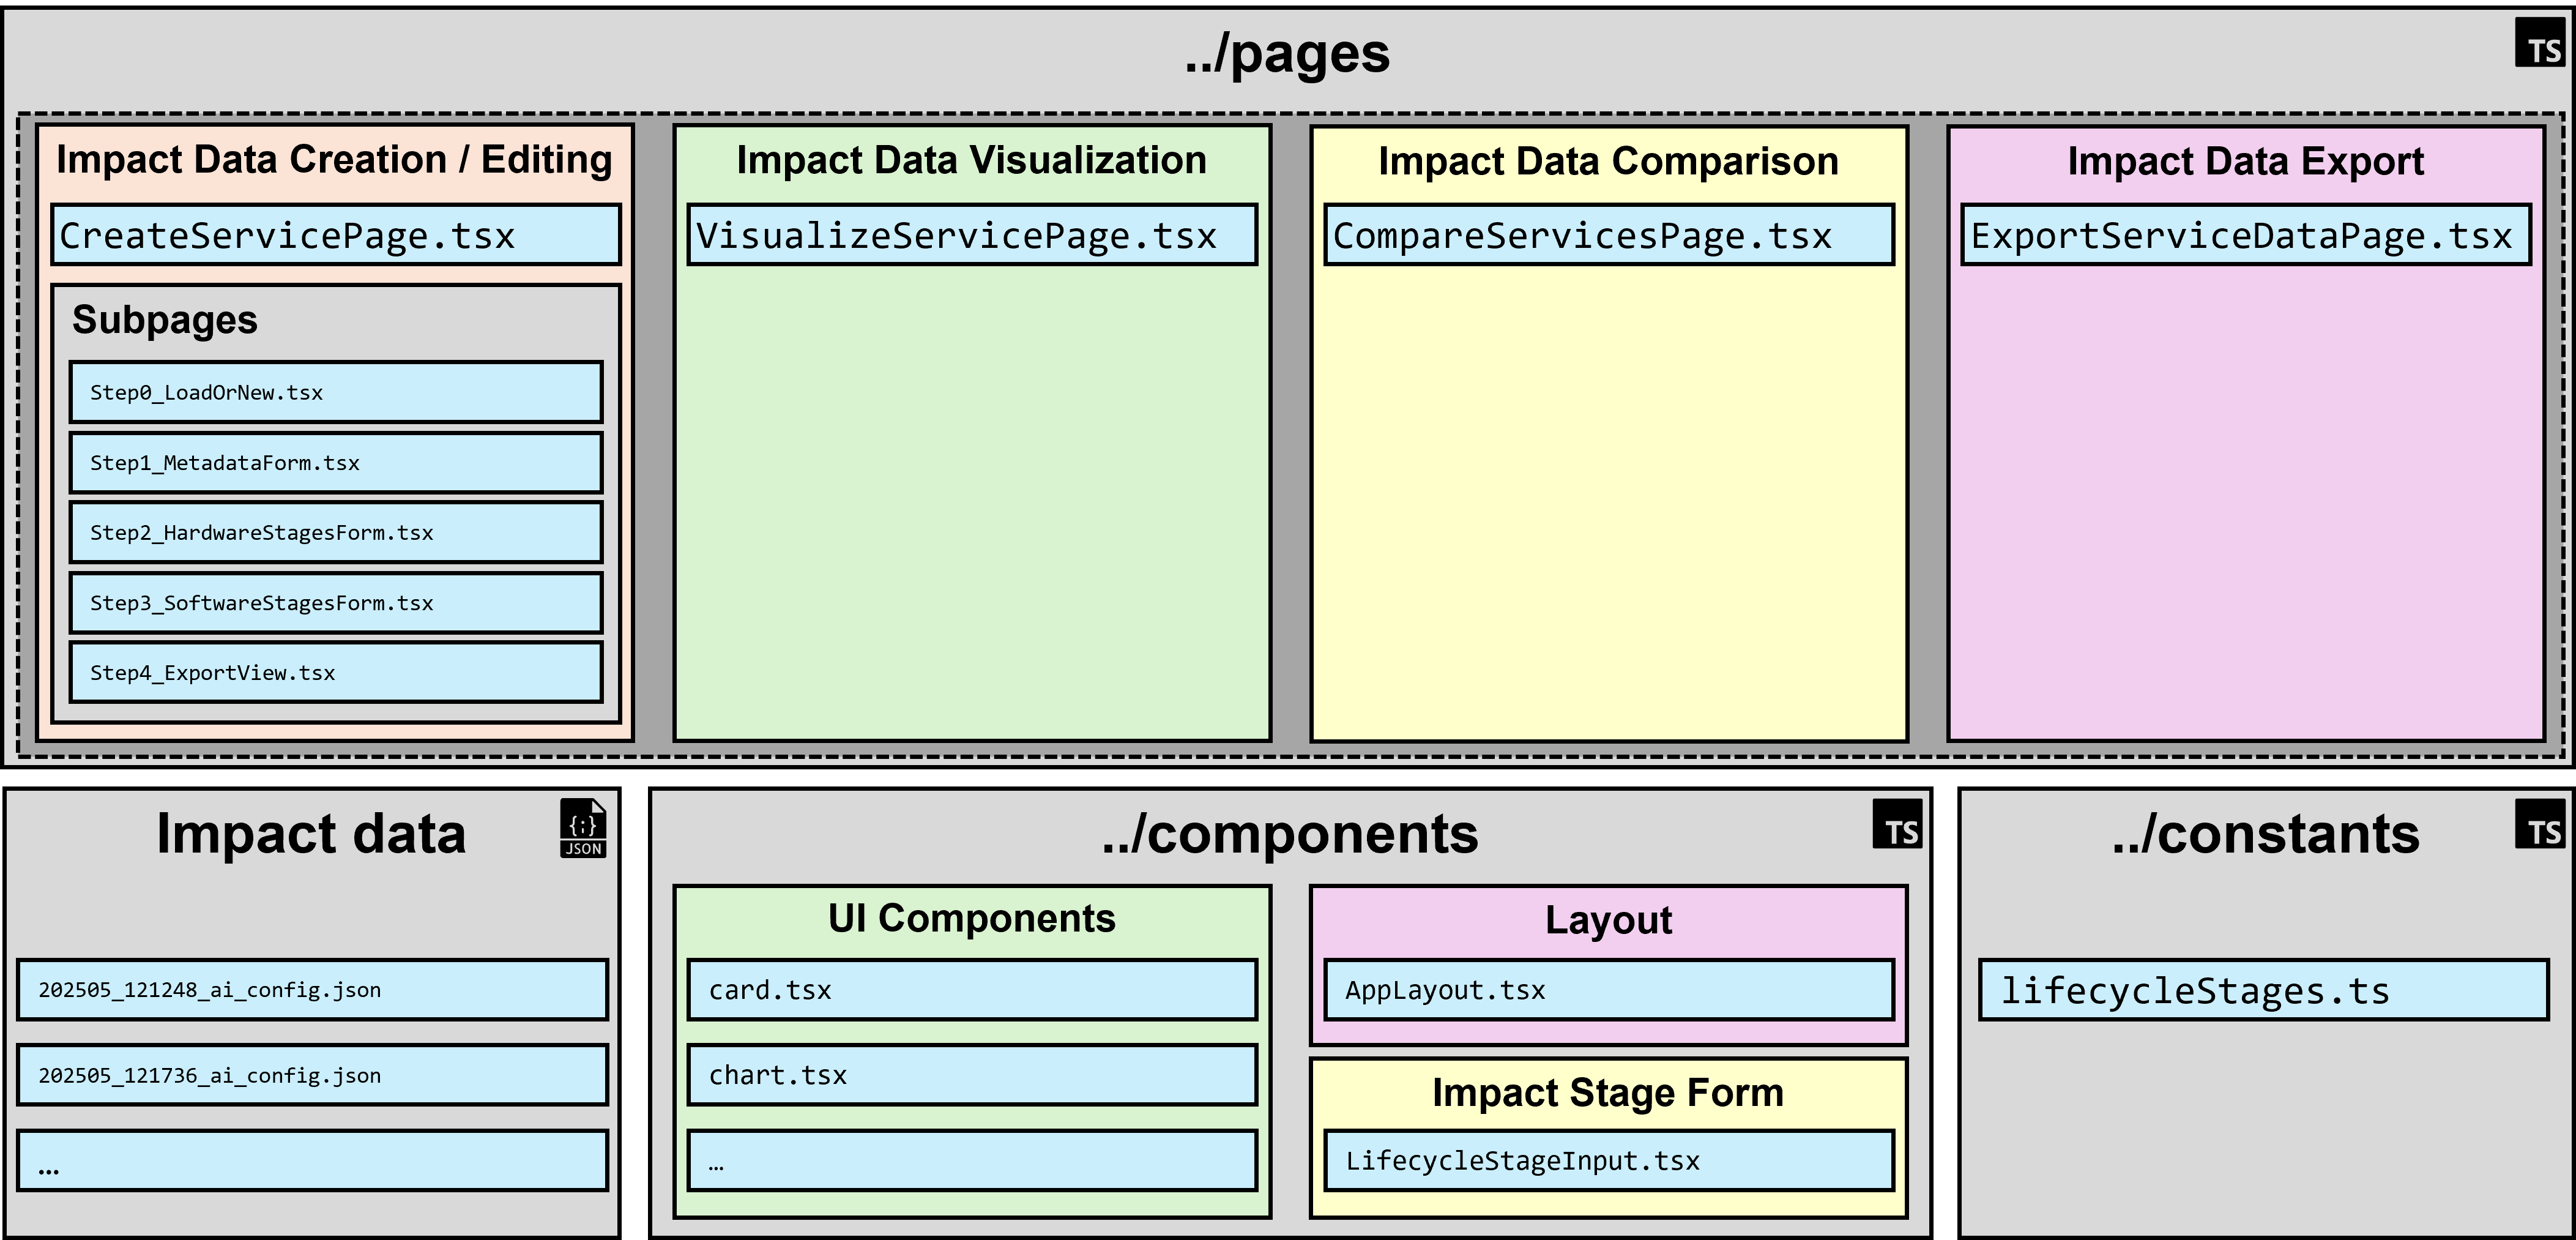 ../pages
TS
Impact Data Creation / Editing
CreateServicePage.tsx
Subpages
Step0_LoadOrNew.tsx
Step1_MetadataForm.tsx
Step2_HardwareStagesForm.tsx
Step3_SoftwareStagesForm.tsx
Step4_ExportView.tsx
Impact Data Visualization
VisualizeServicePage.tsx
Impact Data Comparison
CompareServicesPage.tsx
Impact Data Export
ExportServiceDataPage.tsx
Impact data
{;}
JSON
202505_121248_ai_config.json
202505_121736_ai_config.json
...
../components
TS
UI Components
card.tsx
chart.tsx
...
Layout
AppLayout.tsx
Impact Stage Form
LifecycleStageInput.tsx
../constants
TS
lifecycleStages.ts